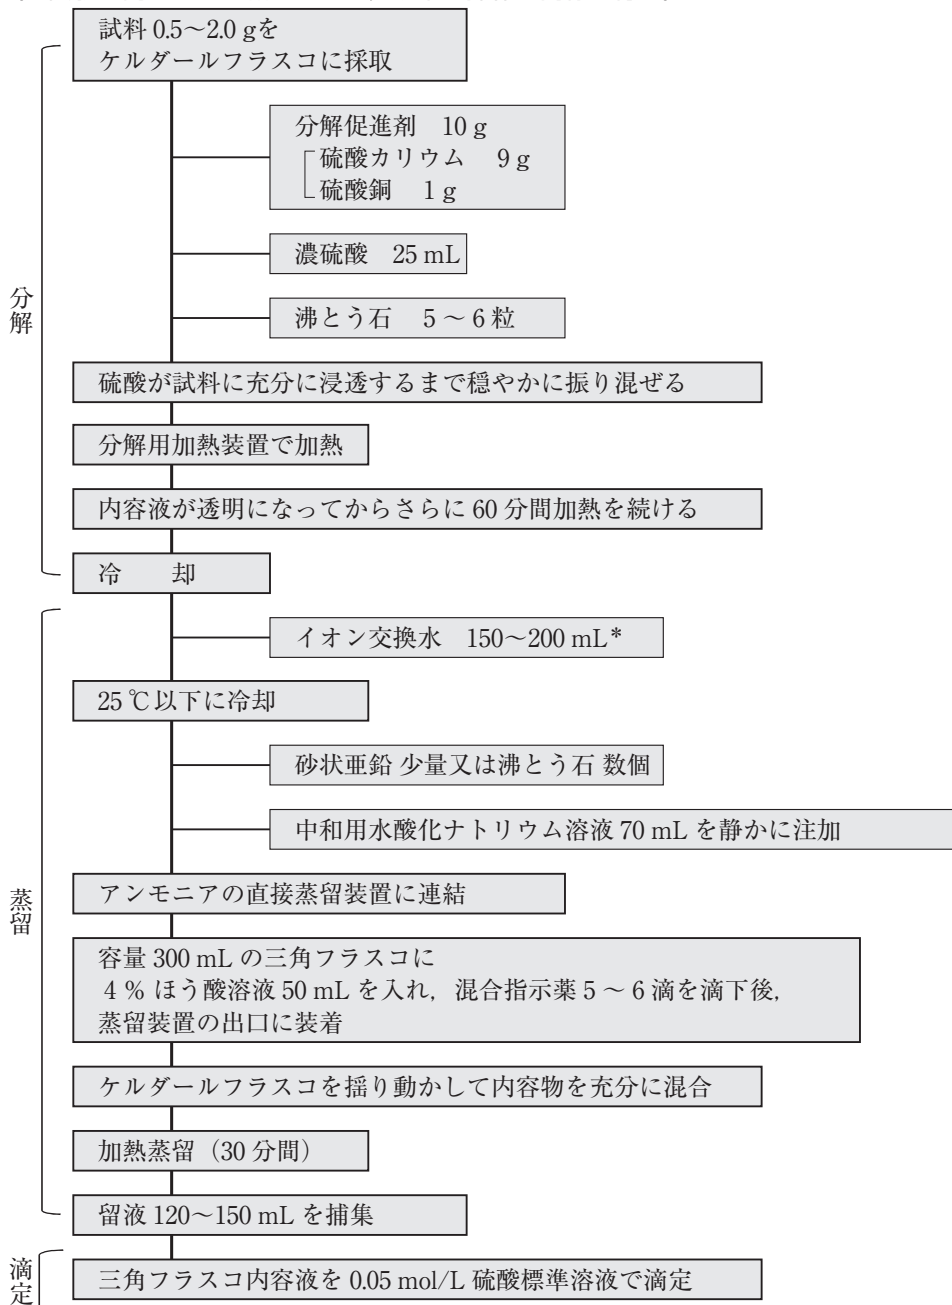 試料 0.5～2.0 gを
ケルダールフラスコに採取
分解促進剤　10 g
硫酸カリウム　9 g
硫酸銅　1 g
濃硫酸　25 mL
沸とう石　5 ～ 6 粒
硫酸が試料に充分に浸透するまで穏やかに振り混ぜる
分解用加熱装置で加熱
内容液が透明になってからさらに 60 分間加熱を続ける
冷　却
分解
イオン交換水　150～200 mL*
25 ℃以下に冷却
砂状亜鉛 少量又は沸とう石 数個
中和用水酸化ナトリウム溶液 70 mL を静かに注加
アンモニアの直接蒸留装置に連結
容量 300 mL の三角フラスコに
4 % ほう酸溶液 50 mL を入れ，混合指示薬 5 ～ 6 滴を滴下後，
蒸留装置の出口に装着
ケルダールフラスコを揺り動かして内容物を充分に混合
加熱蒸留（30 分間）
留液 120～150 mL を捕集
蒸留
三角フラスコ内容液を 0.05 mol/L 硫酸標準溶液で滴定
滴定